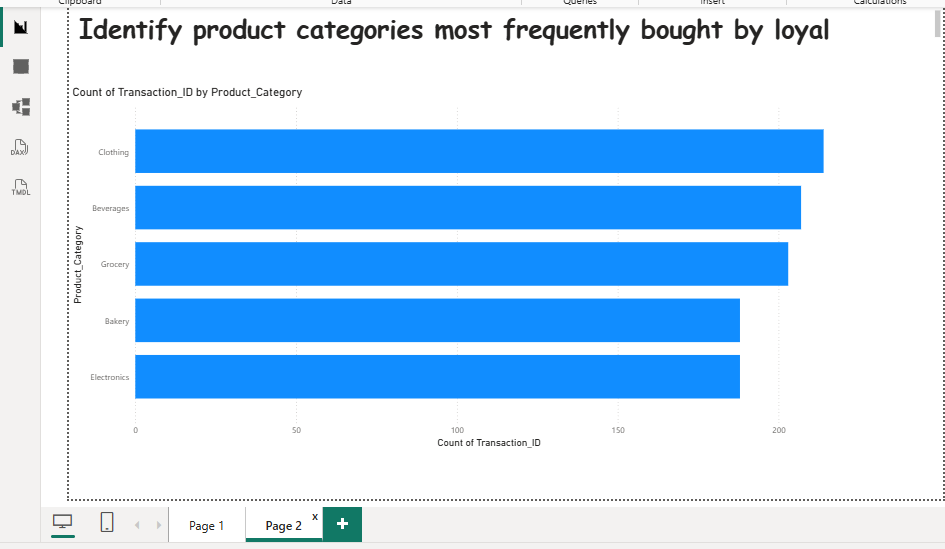 Clipboard
Data
Queries
Insert
Calculations
Identify product categories most frequently bought by loyal
Count of Transaction_ID by Product_Category
Product_Category
Clothing
Beverages
Grocery
Bakery
Electronics
0
50
100
150
200
Count of Transaction_ID
DAX
TMDL
Page 1
Page 2
x
+